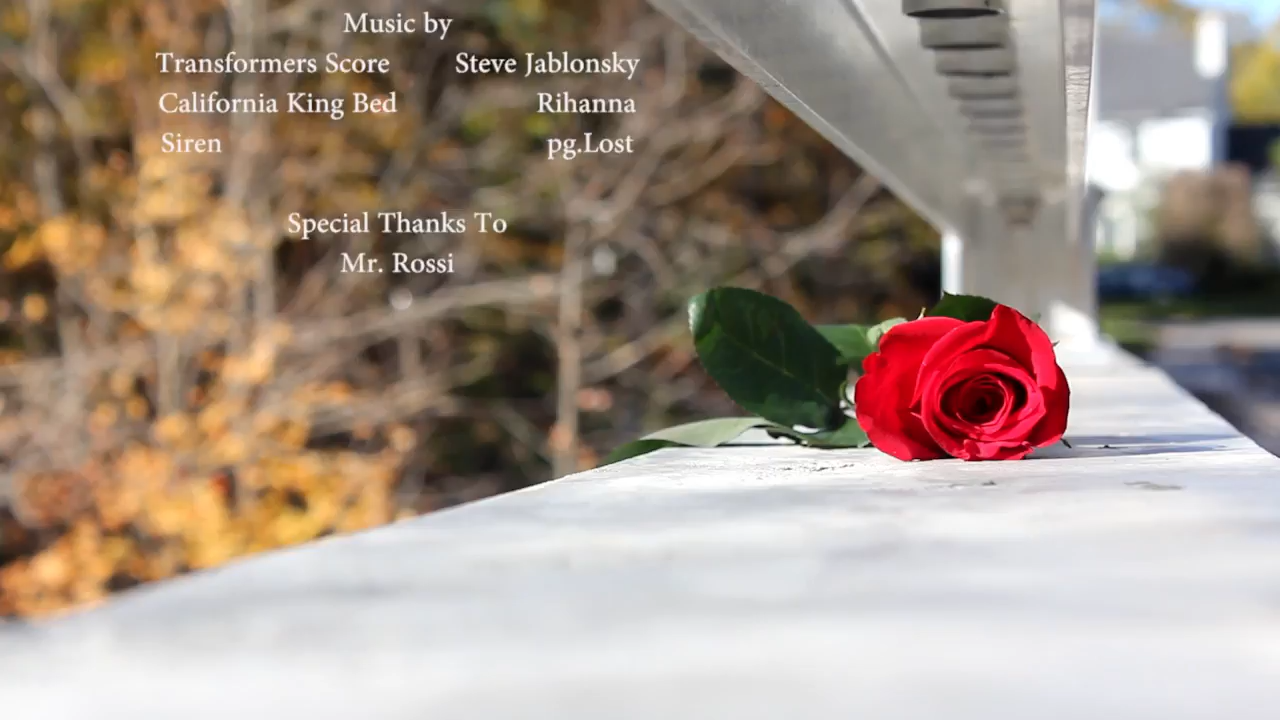 Music by
Transformers Score Steve Jablonsky
California King Bed Rihanna
Siren pg.Lost
Special Thanks To
Mr. Rossi